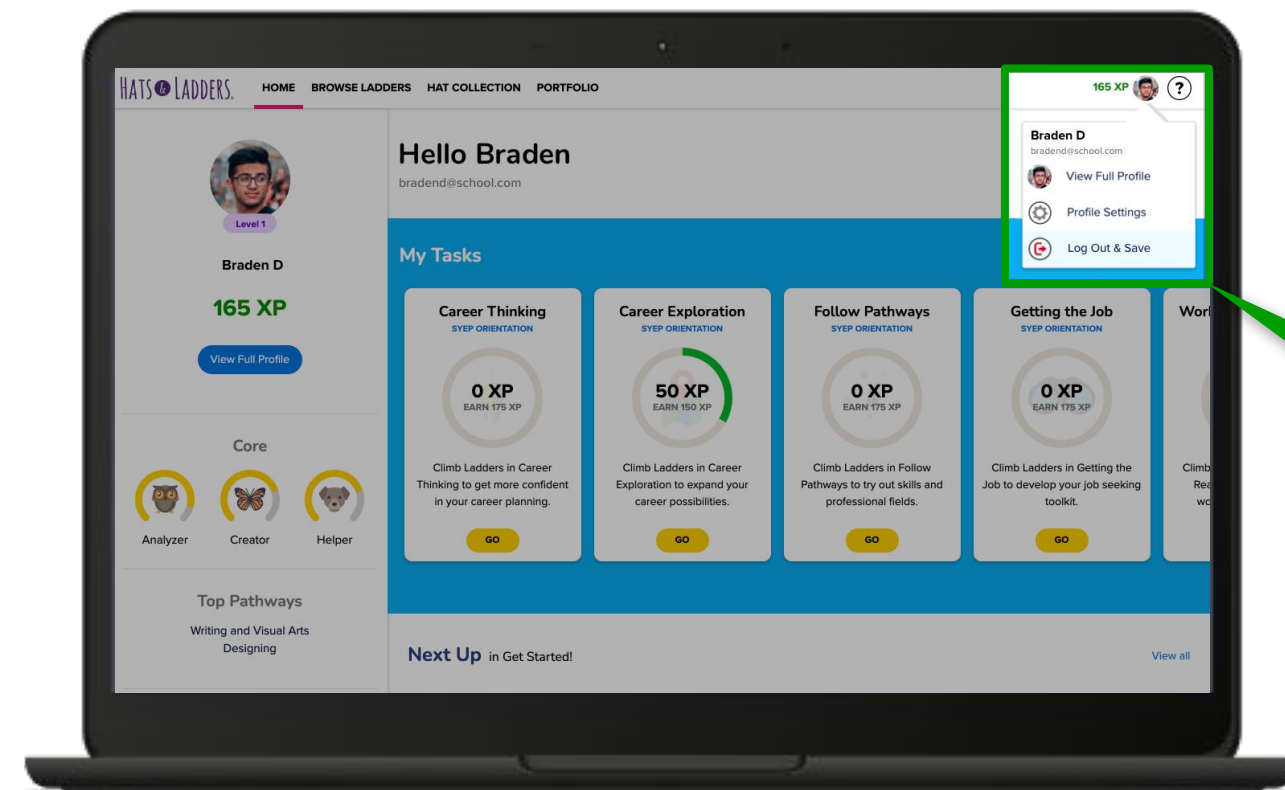 HATS & LADDERS.
HOME BROWSE LADDERS HAT COLLECTION PORTFOLIO
165 XP ?
Braden D
bradend@school.com
View Full Profile
Profile Settings
Log Out & Save
Level 1
Braden D
165 XP
View Full Profile
Core
Analyzer Creator Helper
Top Pathways
Writing and Visual Arts
Designing
Hello Braden
bradend@school.com
My Tasks
Career Thinking
SYEP ORIENTATION
0 XP
EARN 175 XP
Climb Ladders in Career
Thinking to get more confident
in your career planning.
GO
Career Exploration
SYEP ORIENTATION
50 XP
EARN 150 XP
Climb Ladders in Career
Exploration to expand your
career possibilities.
GO
Follow Pathways
SYEP ORIENTATION
0 XP
EARN 175 XP
Climb Ladders in Follow
Pathways to try out skills and
professional fields.
GO
Getting the Job
SYEP ORIENTATION
0 XP
EARN 175 XP
Climb Ladders in Getting the
Job to develop your job seeking
toolkit.
GO
Climb
Next Up in Get Started!
View all